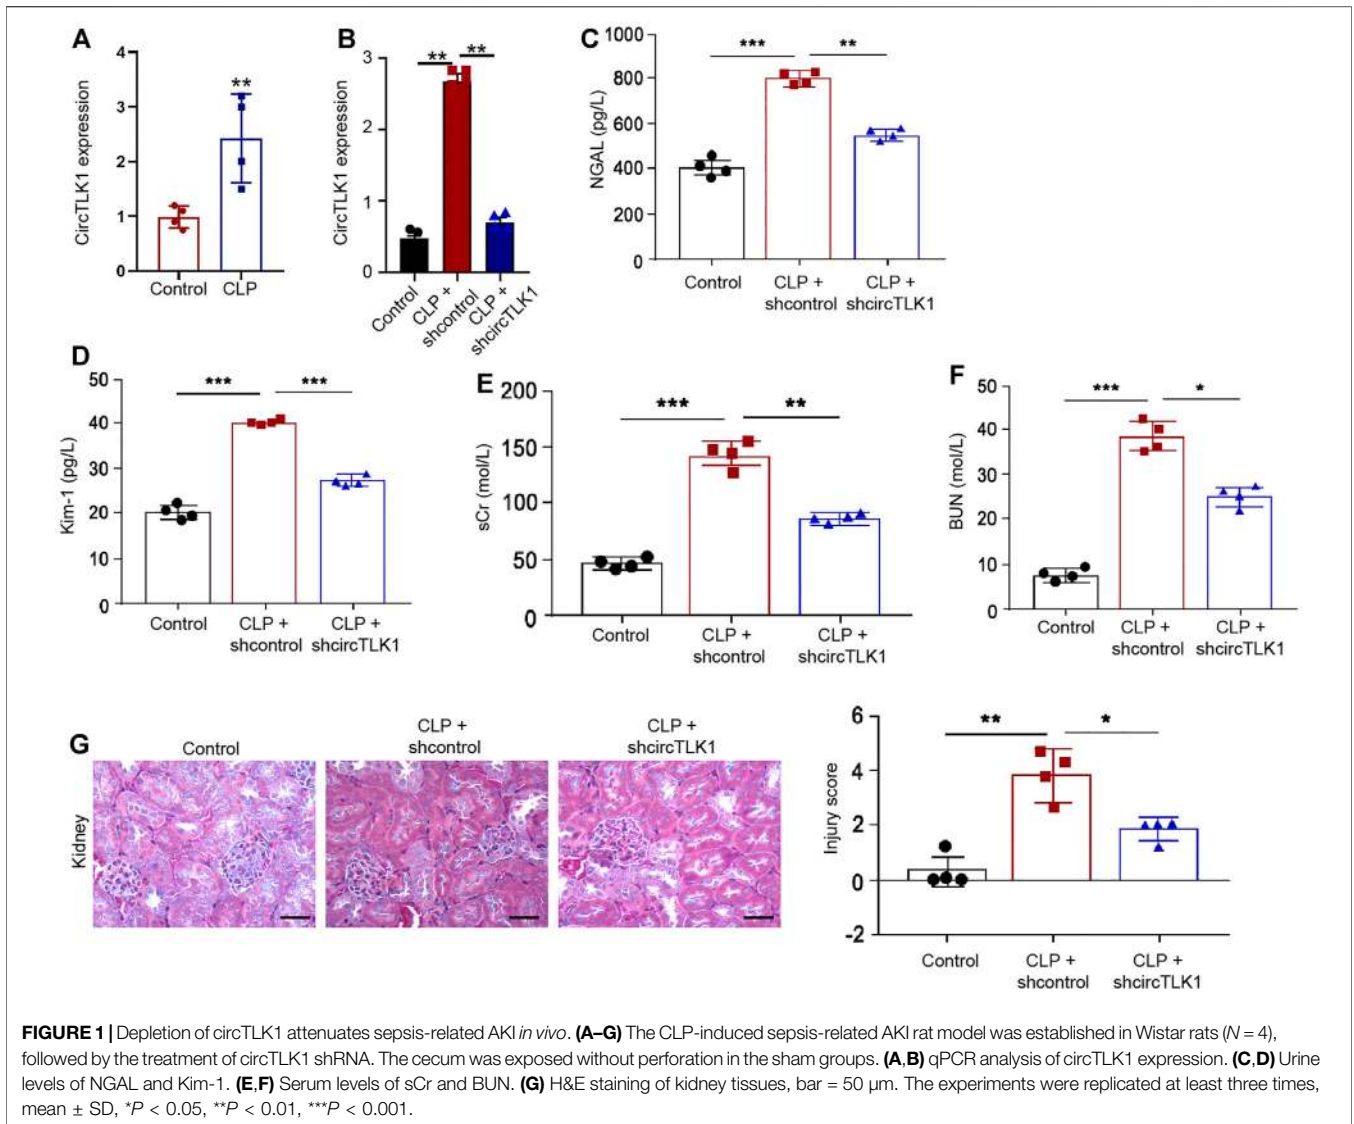 A
CircTLK1 expression
4
3
2
1
0
**
Control
CLP
B
CircTLK1 expression
3
2
1
0
**
**
Control
CLP +
shcontrol
CLP +
shcircTLK1
C
NGAL (pg/L)
1000
800
600
400
200
0
***
**
Control
CLP +
shcontrol
CLP +
shcircTLK1
D
Kim-1 (pg/L)
50
40
30
20
10
0
***
***
Control
CLP +
shcontrol
CLP +
shcircTLK1
E
sCr (mol/L)
200
150
100
50
0
***
**
Control
CLP +
shcontrol
CLP +
shcircTLK1
F
BUN (mol/L)
50
40
30
20
10
0
***
*
Control
CLP +
shcontrol
CLP +
shcircTLK1
G
Kidney
Control
CLP +
shcontrol
CLP +
shcircTLK1
Injury score
6
4
2
0
-2
**
*
Control
CLP +
shcontrol
CLP +
shcircTLK1
FIGURE 1 | Depletion of circTLK1 attenuates sepsis-related AKI in vivo. (A–G) The CLP-induced sepsis-related AKI rat model was established in Wistar rats (N = 4),
followed by the treatment of circTLK1 shRNA. The cecum was exposed without perforation in the sham groups. (A,B) qPCR analysis of circTLK1 expression. (C,D) Urine
levels of NGAL and Kim-1. (E,F) Serum levels of sCr and BUN. (G) H&E staining of kidney tissues, bar = 50 μm. The experiments were replicated at least three times,
mean ± SD, *P < 0.05, **P < 0.01, ***P < 0.001.